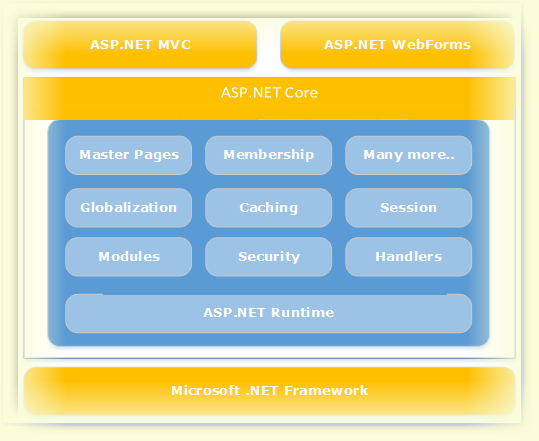 ASP.NET MVC
ASP.NET WebForms
ASP.NET Core
Master Pages
Membership
Many more..
Globalization
Caching
Session
Modules
Security
Handlers
ASP.NET Runtime
Microsoft .NET Framework